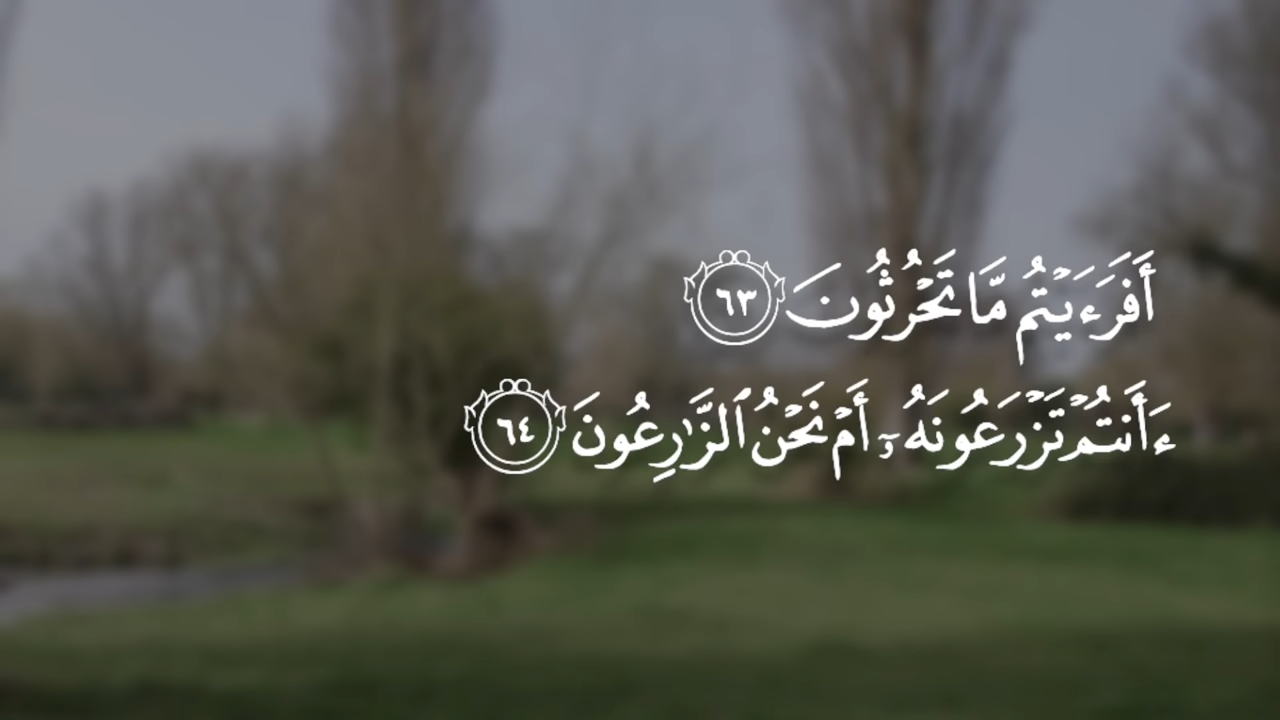 أَفَرَءَيْتُم مَّا تَحْرُثُونَ ٦٣
ءَأَنتُمْ تَزْرَعُونَهُۥٓ أَمْ نَحْنُ ٱلزَّٰرِعُونَ ٦٤